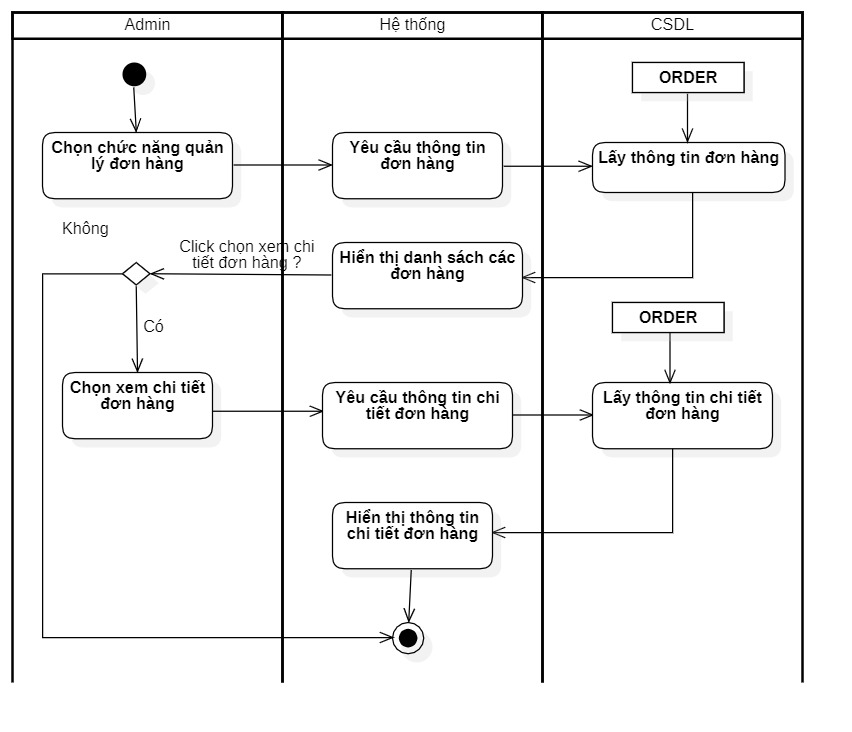 Admin
Hệ thống
CSDL
ORDER
Chọn chức năng quản
lý đơn hàng
Yêu cầu thông tin
đơn hàng
Lấy thông tin đơn hàng
Không
Click chọn xem chi
tiết đơn hàng ?
Hiển thị danh sách các
đơn hàng
ORDER
Có
Chọn xem chi tiết
đơn hàng
Yêu cầu thông tin chi
tiết đơn hàng
Lấy thông tin chi tiết
đơn hàng
Hiển thị thông tin
chi tiết đơn hàng